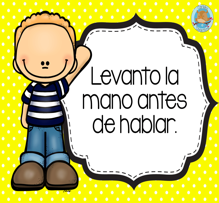 Levanto la
mano antes
de hablar.